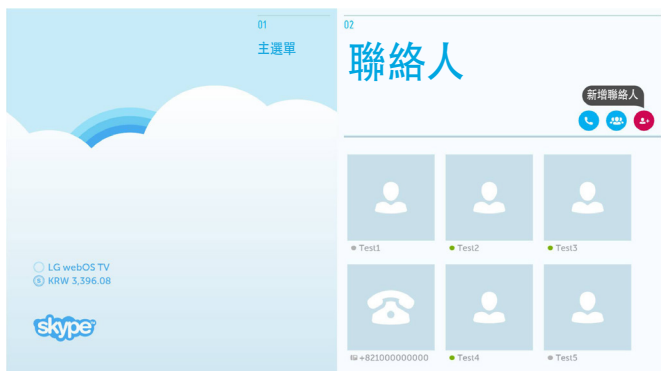 01
主選單
LG webOS TV
KRW 3,396.08
skype
02
聯絡人
新增聯絡人
Test1
Test2
Test3
+821000000000
Test4
Test5